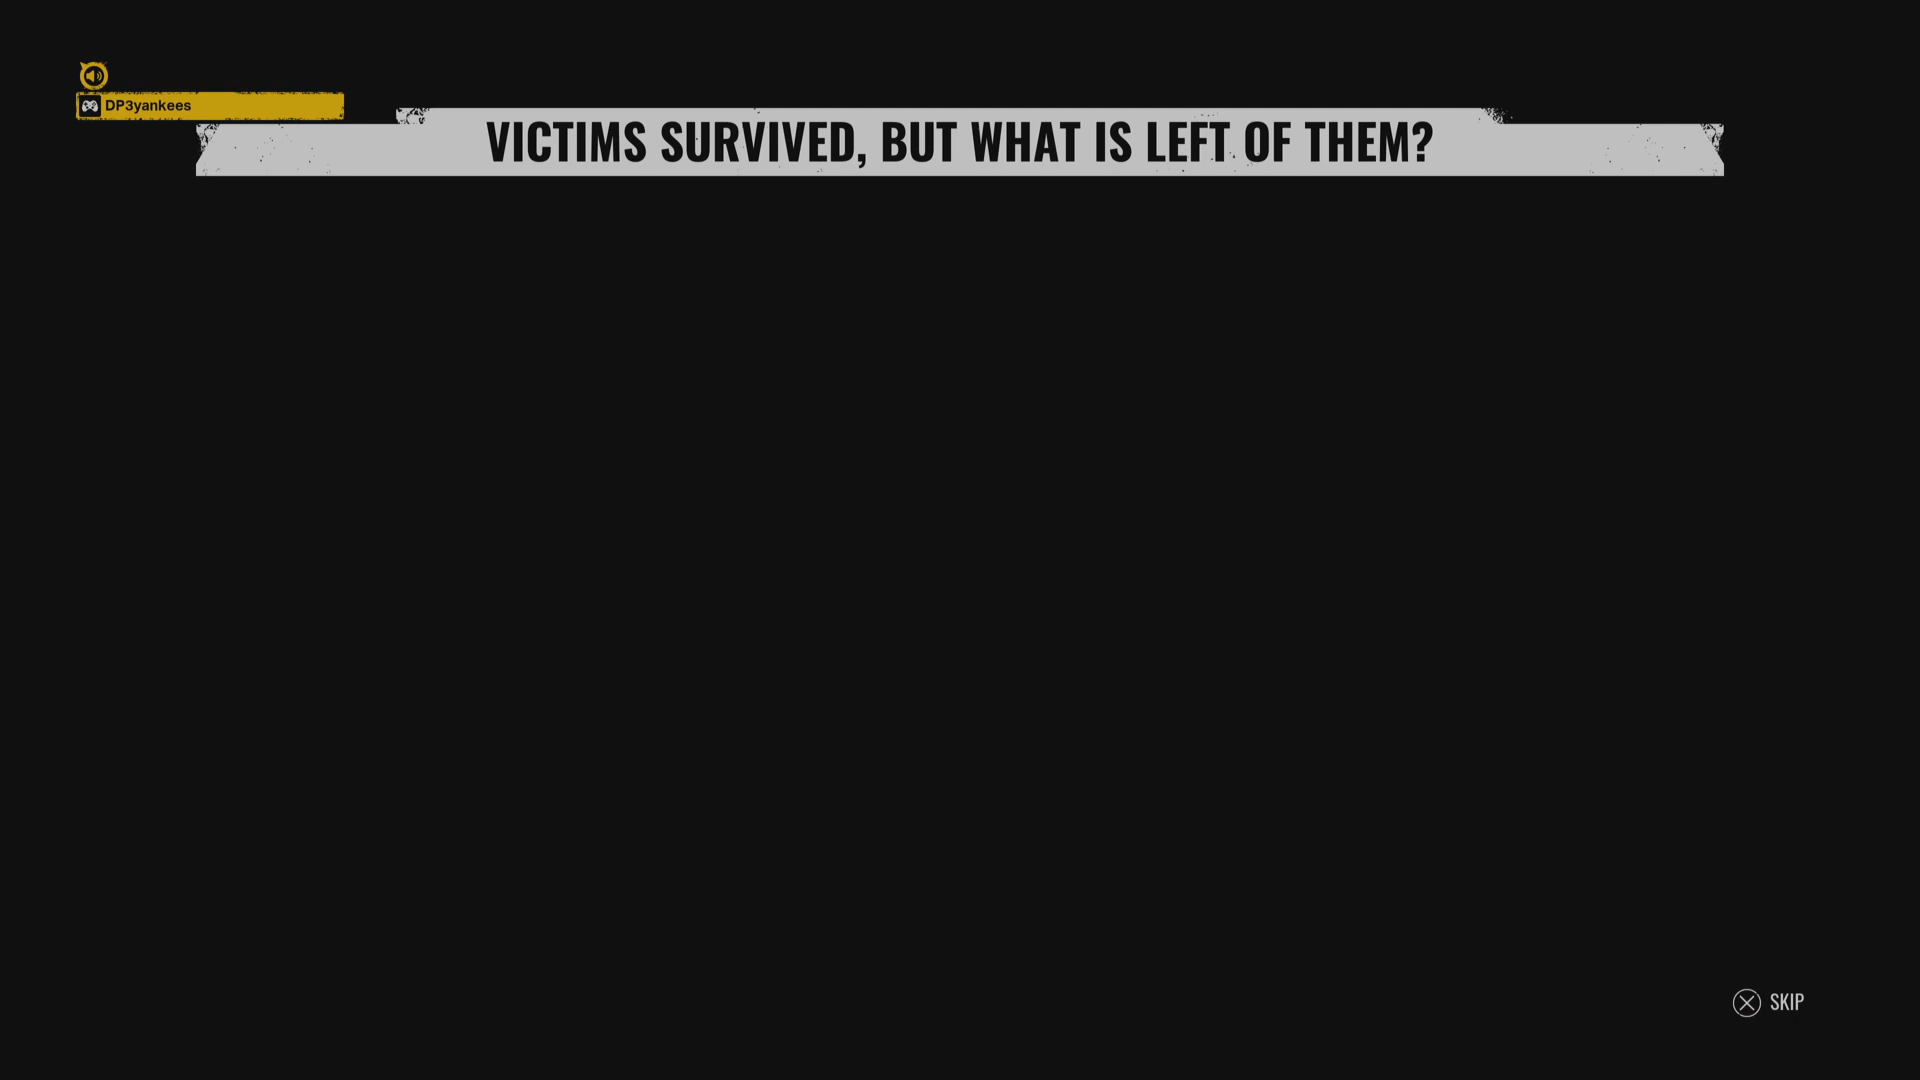 DP3yankees
VICTIMS SURVIVED, BUT WHAT IS LEFT OF THEM?
SKIP